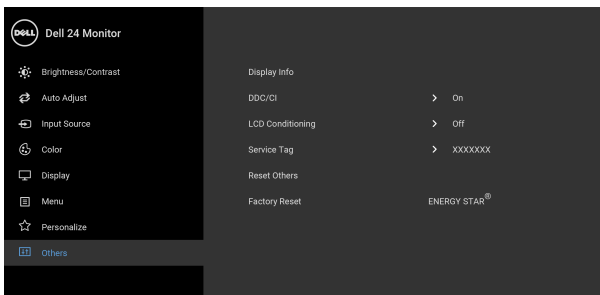 DELL Dell 24 Monitor
Brightness/Contrast
Display Info
Auto Adjust
DDC/CI
On
Input Source
LCD Conditioning
Off
Color
Service Tag
XXXXXXX
Display
Reset Others
Menu
Factory Reset
ENERGY STAR®
Personalize
Others